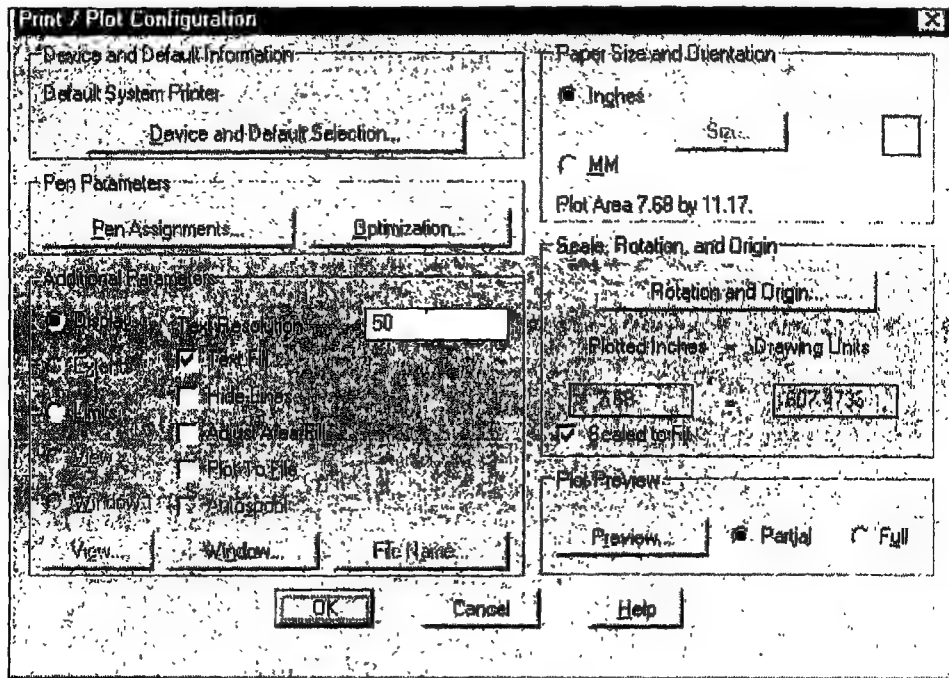 Print / Plot Configuration
Device and Default Information
Default System Printer
Device and Default Selection...
Pen Parameters
Pen Assignments...
Optimization...
Additional Parameters
Display
Text Resolution
50
Extents
Text Fill
Hide Lines
Limits
Adjust Area Fill
View
Plot To File
Window
Autospool
View...
Window...
File Name...
Paper Size and Orientation
Inches
Size...
MM
Plot Area 7.68 by 11.17.
Scale, Rotation, and Origin
Rotation and Origin...
Plotted Inches = Drawing Units
7.68 =
Scaled to Fit
Plot Preview
Preview...
Partial
Full
OK
Cancel
Help